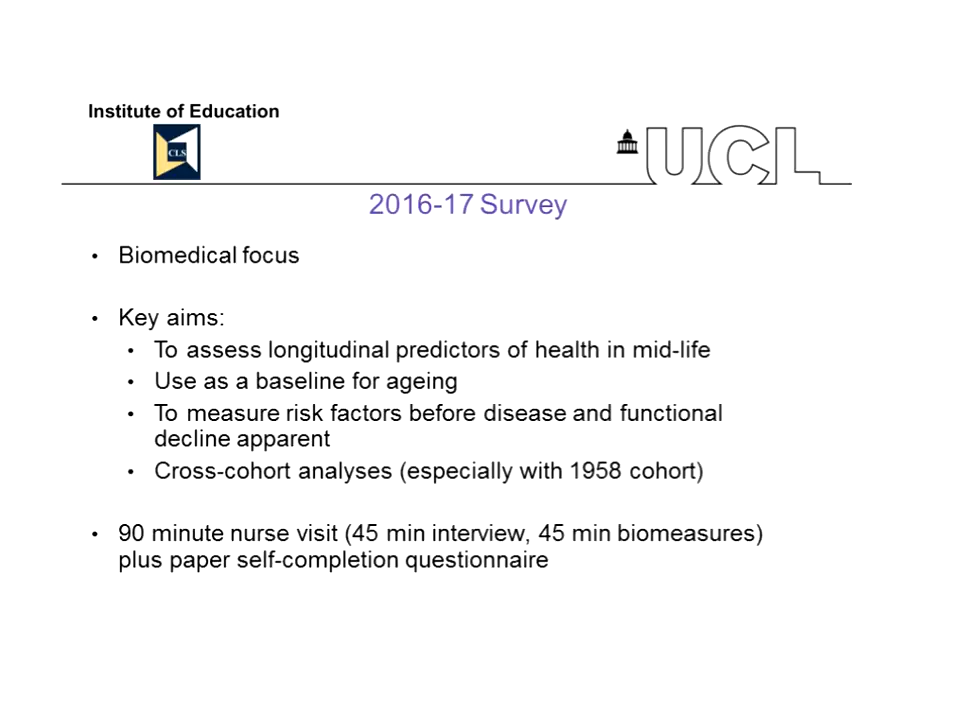 Institute of Education
CLS
UCL
2016-17 Survey
• Biomedical focus
• Key aims:
• To assess longitudinal predictors of health in mid-life
• Use as a baseline for ageing
• To measure risk factors before disease and functional
decline apparent
• Cross-cohort analyses (especially with 1958 cohort)
• 90 minute nurse visit (45 min interview, 45 min biomeasures)
plus paper self-completion questionnaire